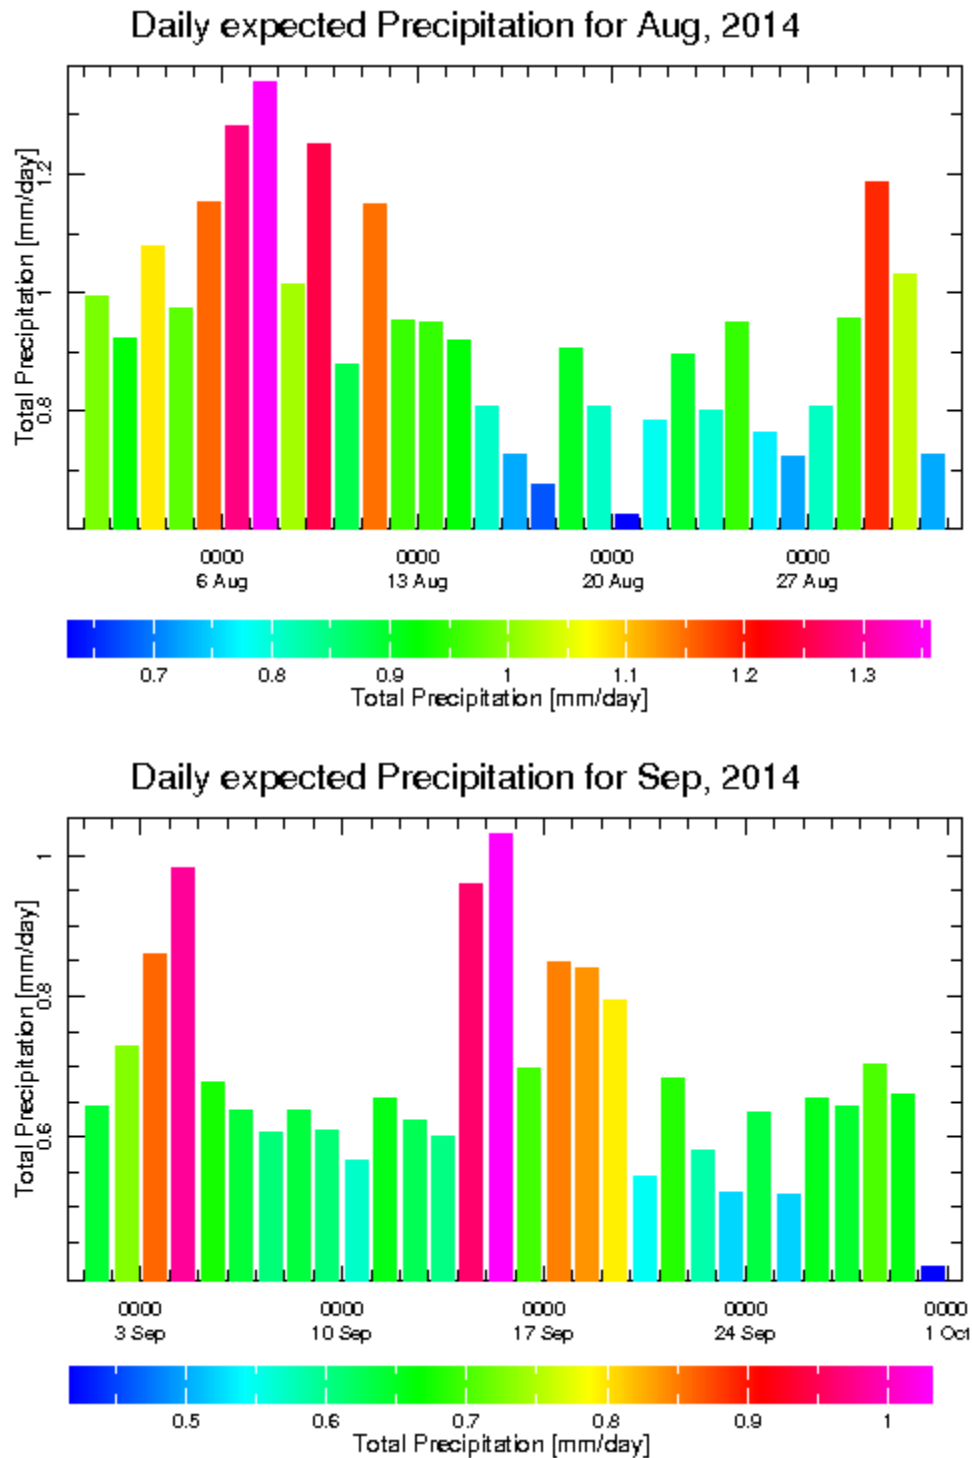 Daily expected Precipitation for Aug, 2014
Total Precipitation [mm/day]
1.2
1
0.8
0000 0000 0000 0000
6 Aug 13 Aug 20 Aug 27 Aug
0.7 0.8 0.9 1 1.1 1.2 1.3
Total Precipitation [mm/day]
Daily expected Precipitation for Sep, 2014
Total Precipitation [mm/day]
1
0.8
0.6
0000 0000 0000 0000 0000
3 Sep 10 Sep 17 Sep 24 Sep 1 Oct
0.5 0.6 0.7 0.8 0.9 1
Total Precipitation [mm/day]